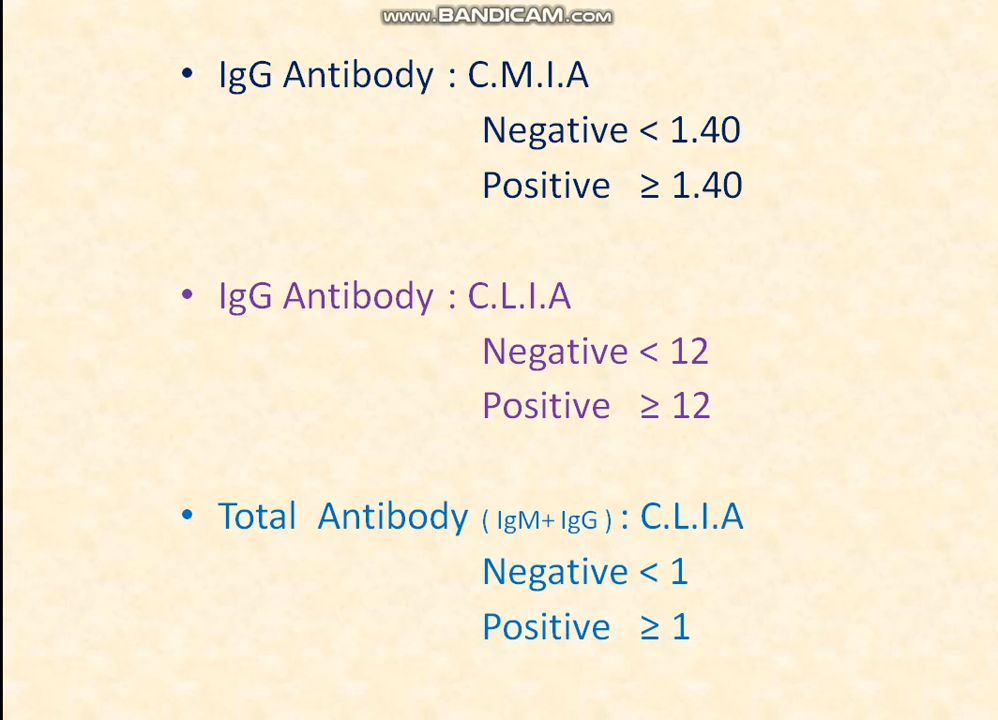 www.BANDICAM.com
• IgG Antibody : C.M.I.A
Negative < 1.40
Positive ≥ 1.40
• IgG Antibody : C.L.I.A
Negative < 12
Positive ≥ 12
• Total Antibody ( IgM+ IgG ) : C.L.I.A
Negative < 1
Positive ≥ 1